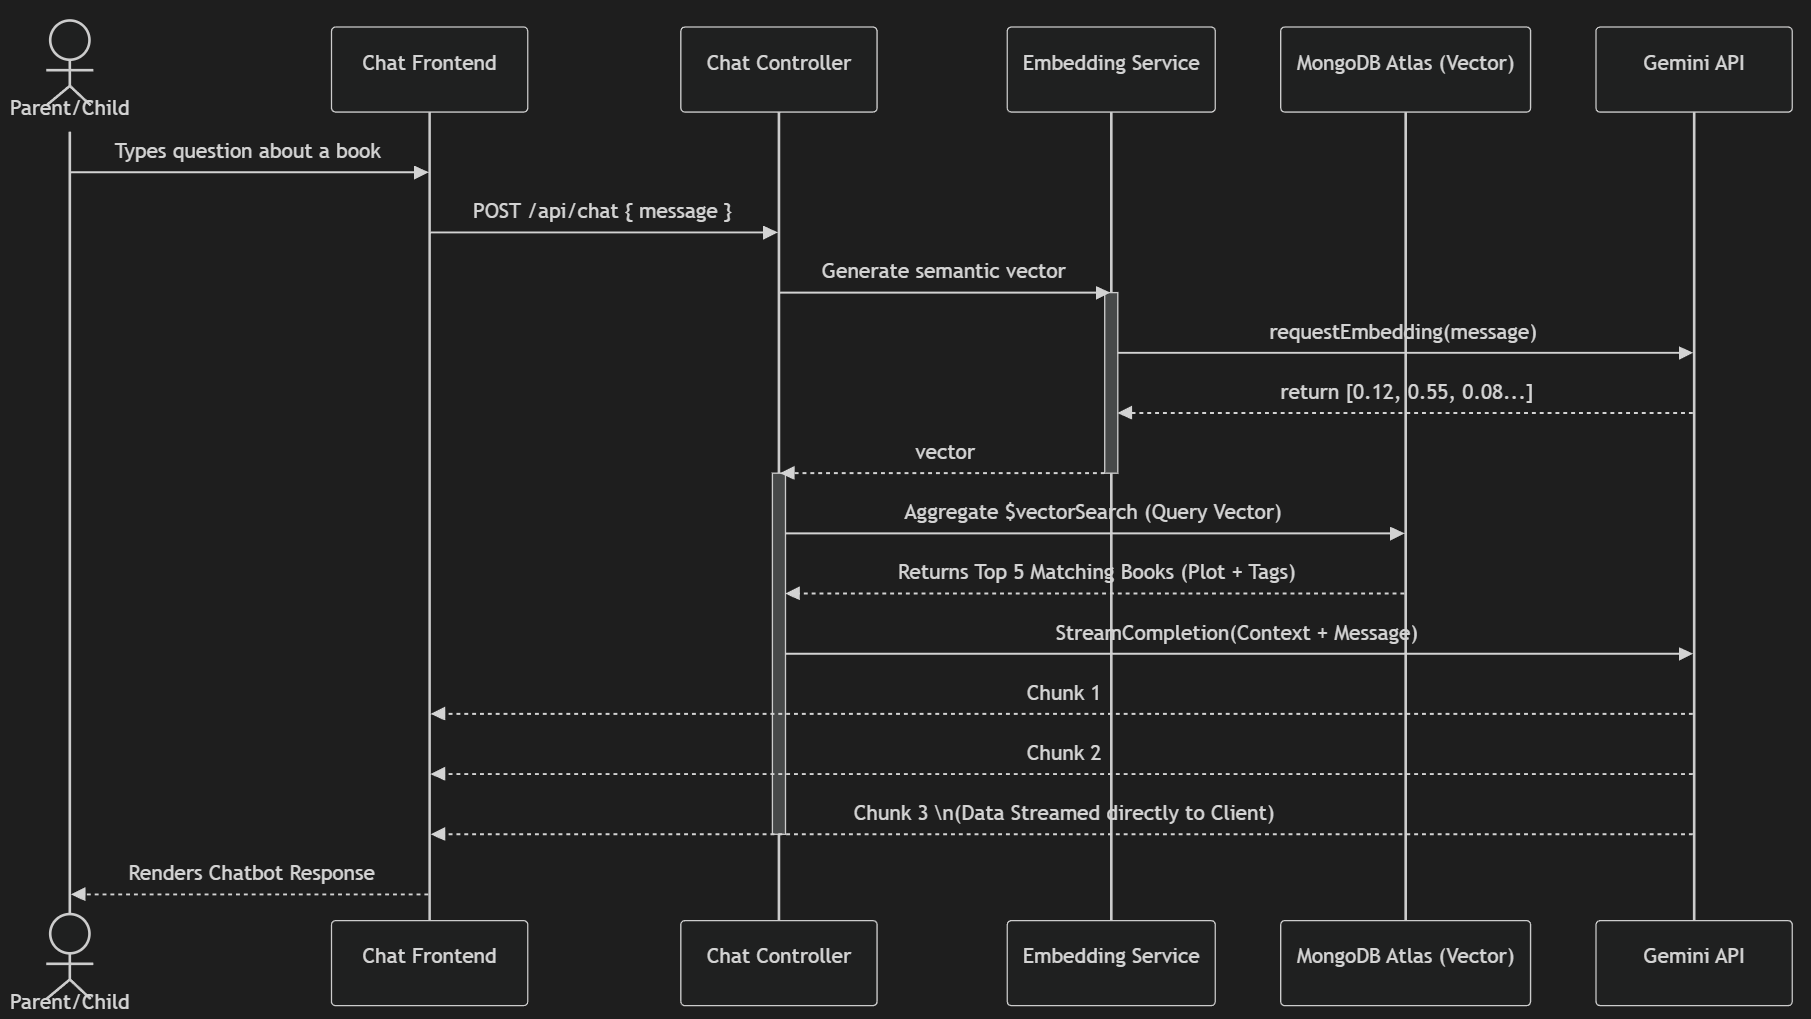 Parent/Child
Chat Frontend
Chat Controller
Embedding Service
MongoDB Atlas (Vector)
Gemini API
Types question about a book
POST /api/chat { message }
Generate semantic vector
requestEmbedding(message)
return [0.12, 0.55, 0.08...]
vector
Aggregate $vectorSearch (Query Vector)
Returns Top 5 Matching Books (Plot + Tags)
StreamCompletion(Context + Message)
Chunk 1
Chunk 2
Chunk 3 \n(Data Streamed directly to Client)
Renders Chatbot Response
Parent/Child
Chat Frontend
Chat Controller
Embedding Service
MongoDB Atlas (Vector)
Gemini API